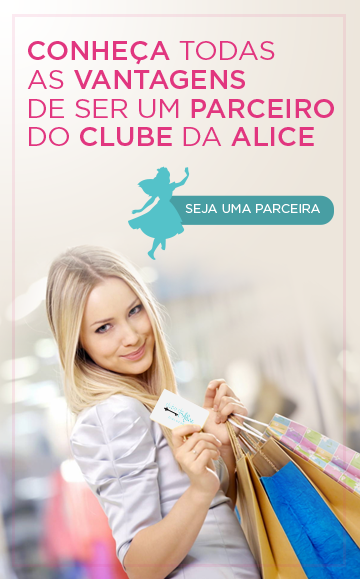 CONHEÇA TODAS
AS VANTAGENS
DE SER UM PARCEIRO
DO CLUBE DA ALICE
SEJA UMA PARCEIRA